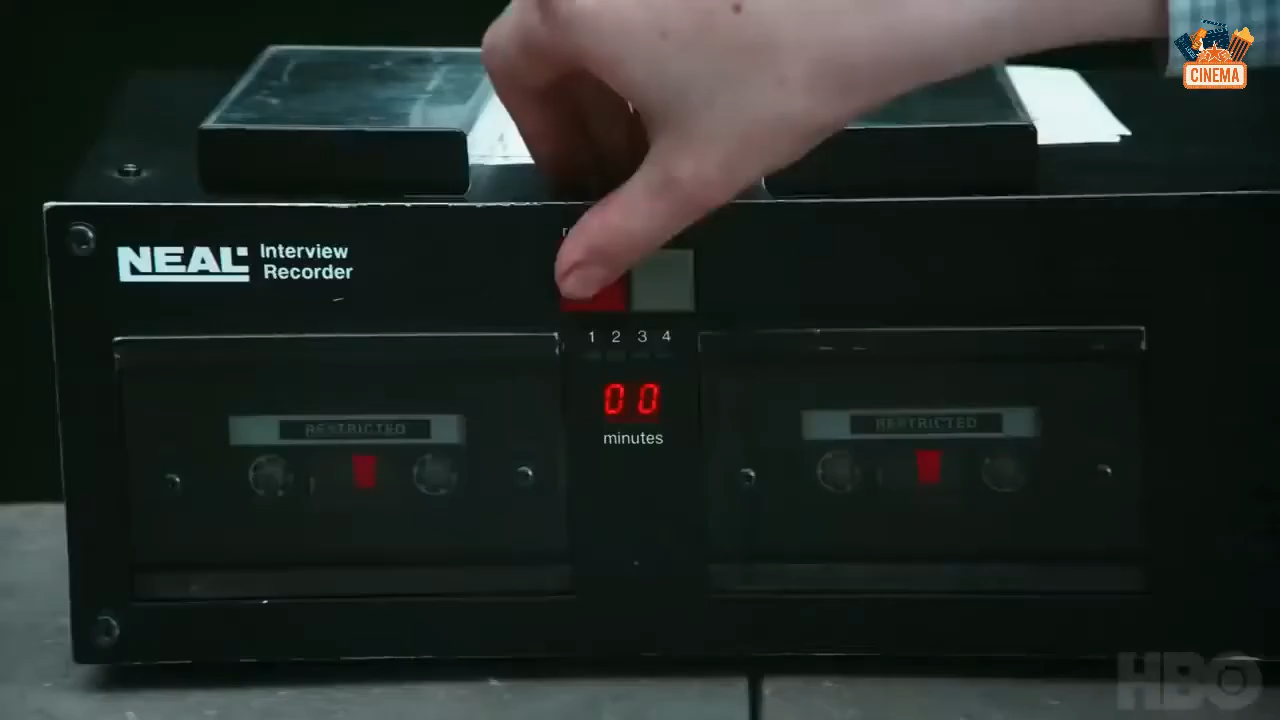 CINEMA
NEAL Interview
Recorder
1 2 3 4
00
minutes
RESTRICTED
RESTRICTED
HBO